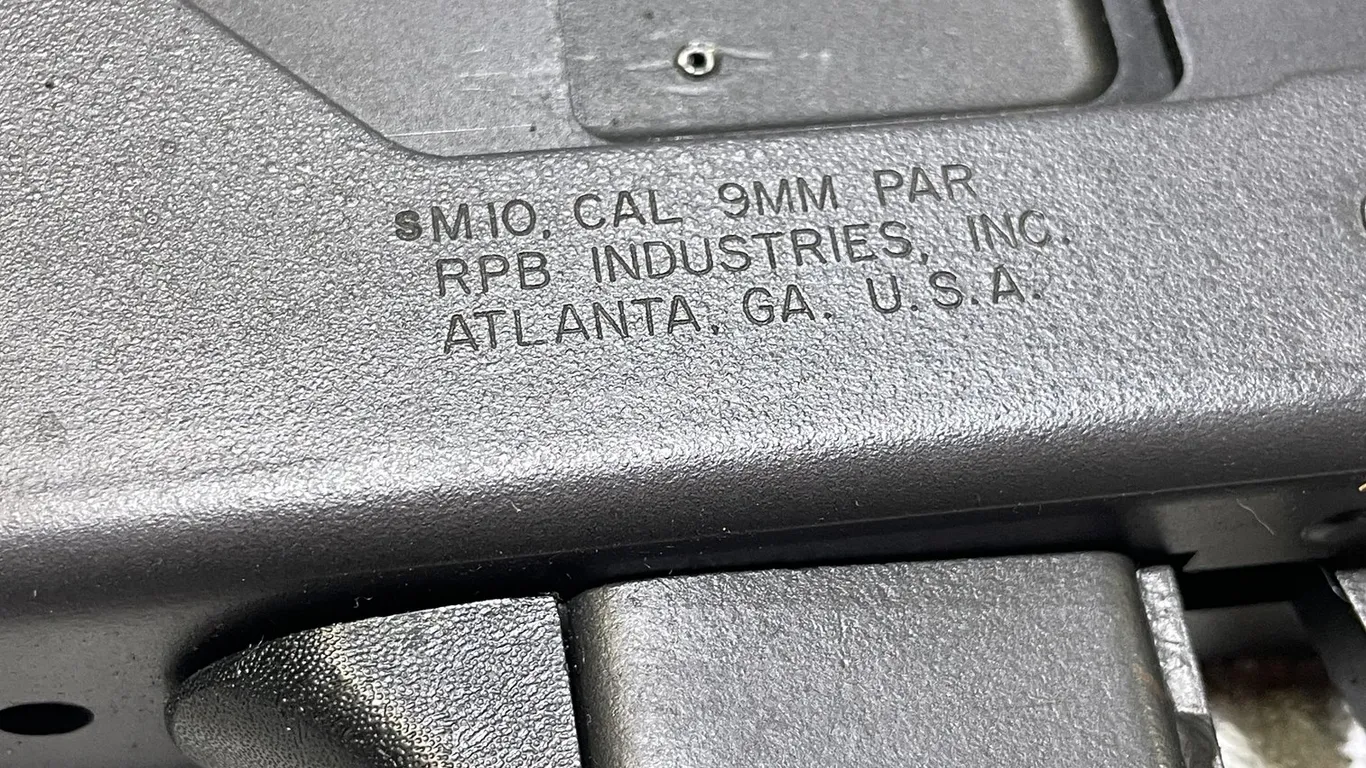 SM10, CAL 9MM PAR
RPB INDUSTRIES, INC.
ATLANTA, GA. U.S.A.